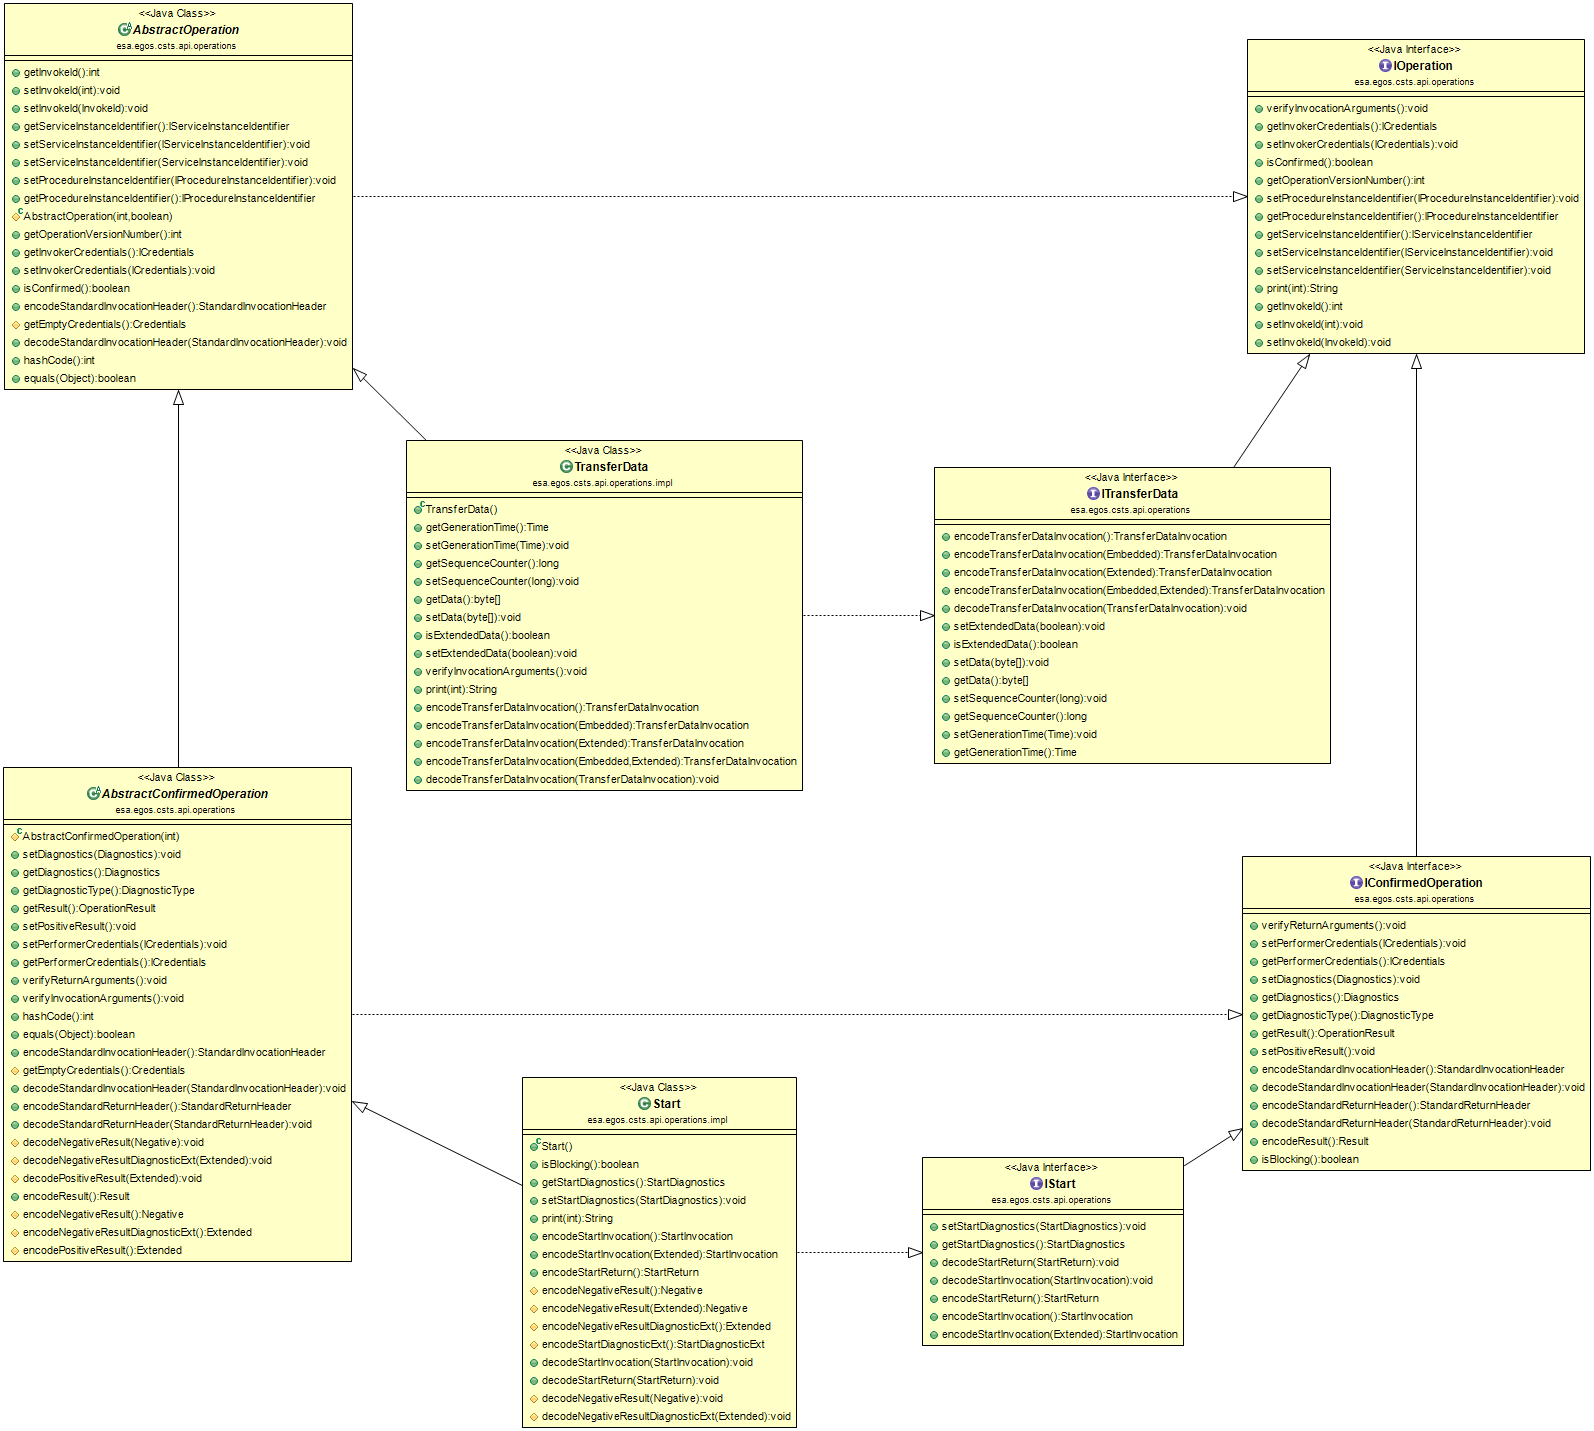 <<Java Class>>
AbstractOperation
esa.egos.csts.api.operations
getInvokeId():int
setInvokeId(int):void
setInvokeId(InvokeId):void
getServiceInstanceIdentifier():IServiceInstanceIdentifier
setServiceInstanceIdentifier(IServiceInstanceIdentifier):void
setServiceInstanceIdentifier(ServiceInstanceIdentifier):void
setProcedureInstanceIdentifier(IProcedureInstanceIdentifier):void
getProcedureInstanceIdentifier():IProcedureInstanceIdentifier
AbstractOperation(int,boolean)
getOperationVersionNumber():int
getInvokerCredentials():ICredentials
setInvokerCredentials(ICredentials):void
isConfirmed():boolean
encodeStandardInvocationHeader():StandardInvocationHeader
getEmptyCredentials():Credentials
decodeStandardInvocationHeader(StandardInvocationHeader):void
hashCode():int
equals(Object):boolean
<<Java Interface>>
IOperation
esa.egos.csts.api.operations
verifyInvocationArguments():void
getInvokerCredentials():ICredentials
setInvokerCredentials(ICredentials):void
isConfirmed():boolean
getOperationVersionNumber():int
setProcedureInstanceIdentifier(IProcedureInstanceIdentifier):void
getProcedureInstanceIdentifier():IProcedureInstanceIdentifier
getServiceInstanceIdentifier():IServiceInstanceIdentifier
setServiceInstanceIdentifier(IServiceInstanceIdentifier):void
setServiceInstanceIdentifier(ServiceInstanceIdentifier):void
print(int):String
getInvokeId():int
setInvokeId(int):void
setInvokeId(InvokeId):void
<<Java Class>>
TransferData
esa.egos.csts.api.operations.impl
TransferData()
getGenerationTime():Time
setGenerationTime(Time):void
getSequenceCounter():long
setSequenceCounter(long):void
getData():byte[]
setData(byte[]):void
isExtendedData():boolean
setExtendedData(boolean):void
verifyInvocationArguments():void
print(int):String
encodeTransferDataInvocation():TransferDataInvocation
encodeTransferDataInvocation(Embedded):TransferDataInvocation
encodeTransferDataInvocation(Extended):TransferDataInvocation
encodeTransferDataInvocation(Embedded,Extended):TransferDataInvocation
decodeTransferDataInvocation(TransferDataInvocation):void
<<Java Interface>>
ITransferData
esa.egos.csts.api.operations
encodeTransferDataInvocation():TransferDataInvocation
encodeTransferDataInvocation(Embedded):TransferDataInvocation
encodeTransferDataInvocation(Extended):TransferDataInvocation
encodeTransferDataInvocation(Embedded,Extended):TransferDataInvocation
decodeTransferDataInvocation(TransferDataInvocation):void
setExtendedData(boolean):void
isExtendedData():boolean
setData(byte[]):void
getData():byte[]
setSequenceCounter(long):void
getSequenceCounter():long
setGenerationTime(Time):void
getGenerationTime():Time
<<Java Class>>
AbstractConfirmedOperation
esa.egos.csts.api.operations
AbstractConfirmedOperation(int)
setDiagnostics(Diagnostics):void
getDiagnostics():Diagnostics
getDiagnosticType():DiagnosticType
getResult():OperationResult
setPositiveResult():void
setPerformerCredentials(ICredentials):void
getPerformerCredentials():ICredentials
verifyReturnArguments():void
verifyInvocationArguments():void
hashCode():int
equals(Object):boolean
encodeStandardInvocationHeader():StandardInvocationHeader
getEmptyCredentials():Credentials
decodeStandardInvocationHeader(StandardInvocationHeader):void
encodeStandardReturnHeader():StandardReturnHeader
decodeStandardReturnHeader(StandardReturnHeader):void
decodeNegativeResult(Negative):void
decodeNegativeResultDiagnosticExt(Extended):void
decodePositiveResult(Extended):void
encodeResult():Result
encodeNegativeResult():Negative
encodeNegativeResultDiagnosticExt():Extended
encodePositiveResult():Extended
<<Java Interface>>
IConfirmedOperation
esa.egos.csts.api.operations
verifyReturnArguments():void
setPerformerCredentials(ICredentials):void
getPerformerCredentials():ICredentials
setDiagnostics(Diagnostics):void
getDiagnostics():Diagnostics
getDiagnosticType():DiagnosticType
getResult():OperationResult
setPositiveResult():void
encodeStandardInvocationHeader():StandardInvocationHeader
decodeStandardInvocationHeader(StandardInvocationHeader):void
encodeStandardReturnHeader():StandardReturnHeader
decodeStandardReturnHeader(StandardReturnHeader):void
encodeResult():Result
isBlocking():boolean
<<Java Class>>
Start
esa.egos.csts.api.operations.impl
Start()
isBlocking():boolean
getStartDiagnostics():StartDiagnostics
setStartDiagnostics(StartDiagnostics):void
print(int):String
encodeStartInvocation():StartInvocation
encodeStartInvocation(Extended):StartInvocation
encodeStartReturn():StartReturn
encodeNegativeResult():Negative
encodeNegativeResult(Extended):Negative
encodeNegativeResultDiagnosticExt():Extended
encodeStartDiagnosticExt():StartDiagnosticExt
decodeStartInvocation(StartInvocation):void
decodeStartReturn(StartReturn):void
decodeNegativeResult(Negative):void
decodeNegativeResultDiagnosticExt(Extended):void
<<Java Interface>>
IStart
esa.egos.csts.api.operations
setStartDiagnostics(StartDiagnostics):void
getStartDiagnostics():StartDiagnostics
decodeStartReturn(StartReturn):void
decodeStartInvocation(StartInvocation):void
encodeStartReturn():StartReturn
encodeStartInvocation():StartInvocation
encodeStartInvocation(Extended):StartInvocation